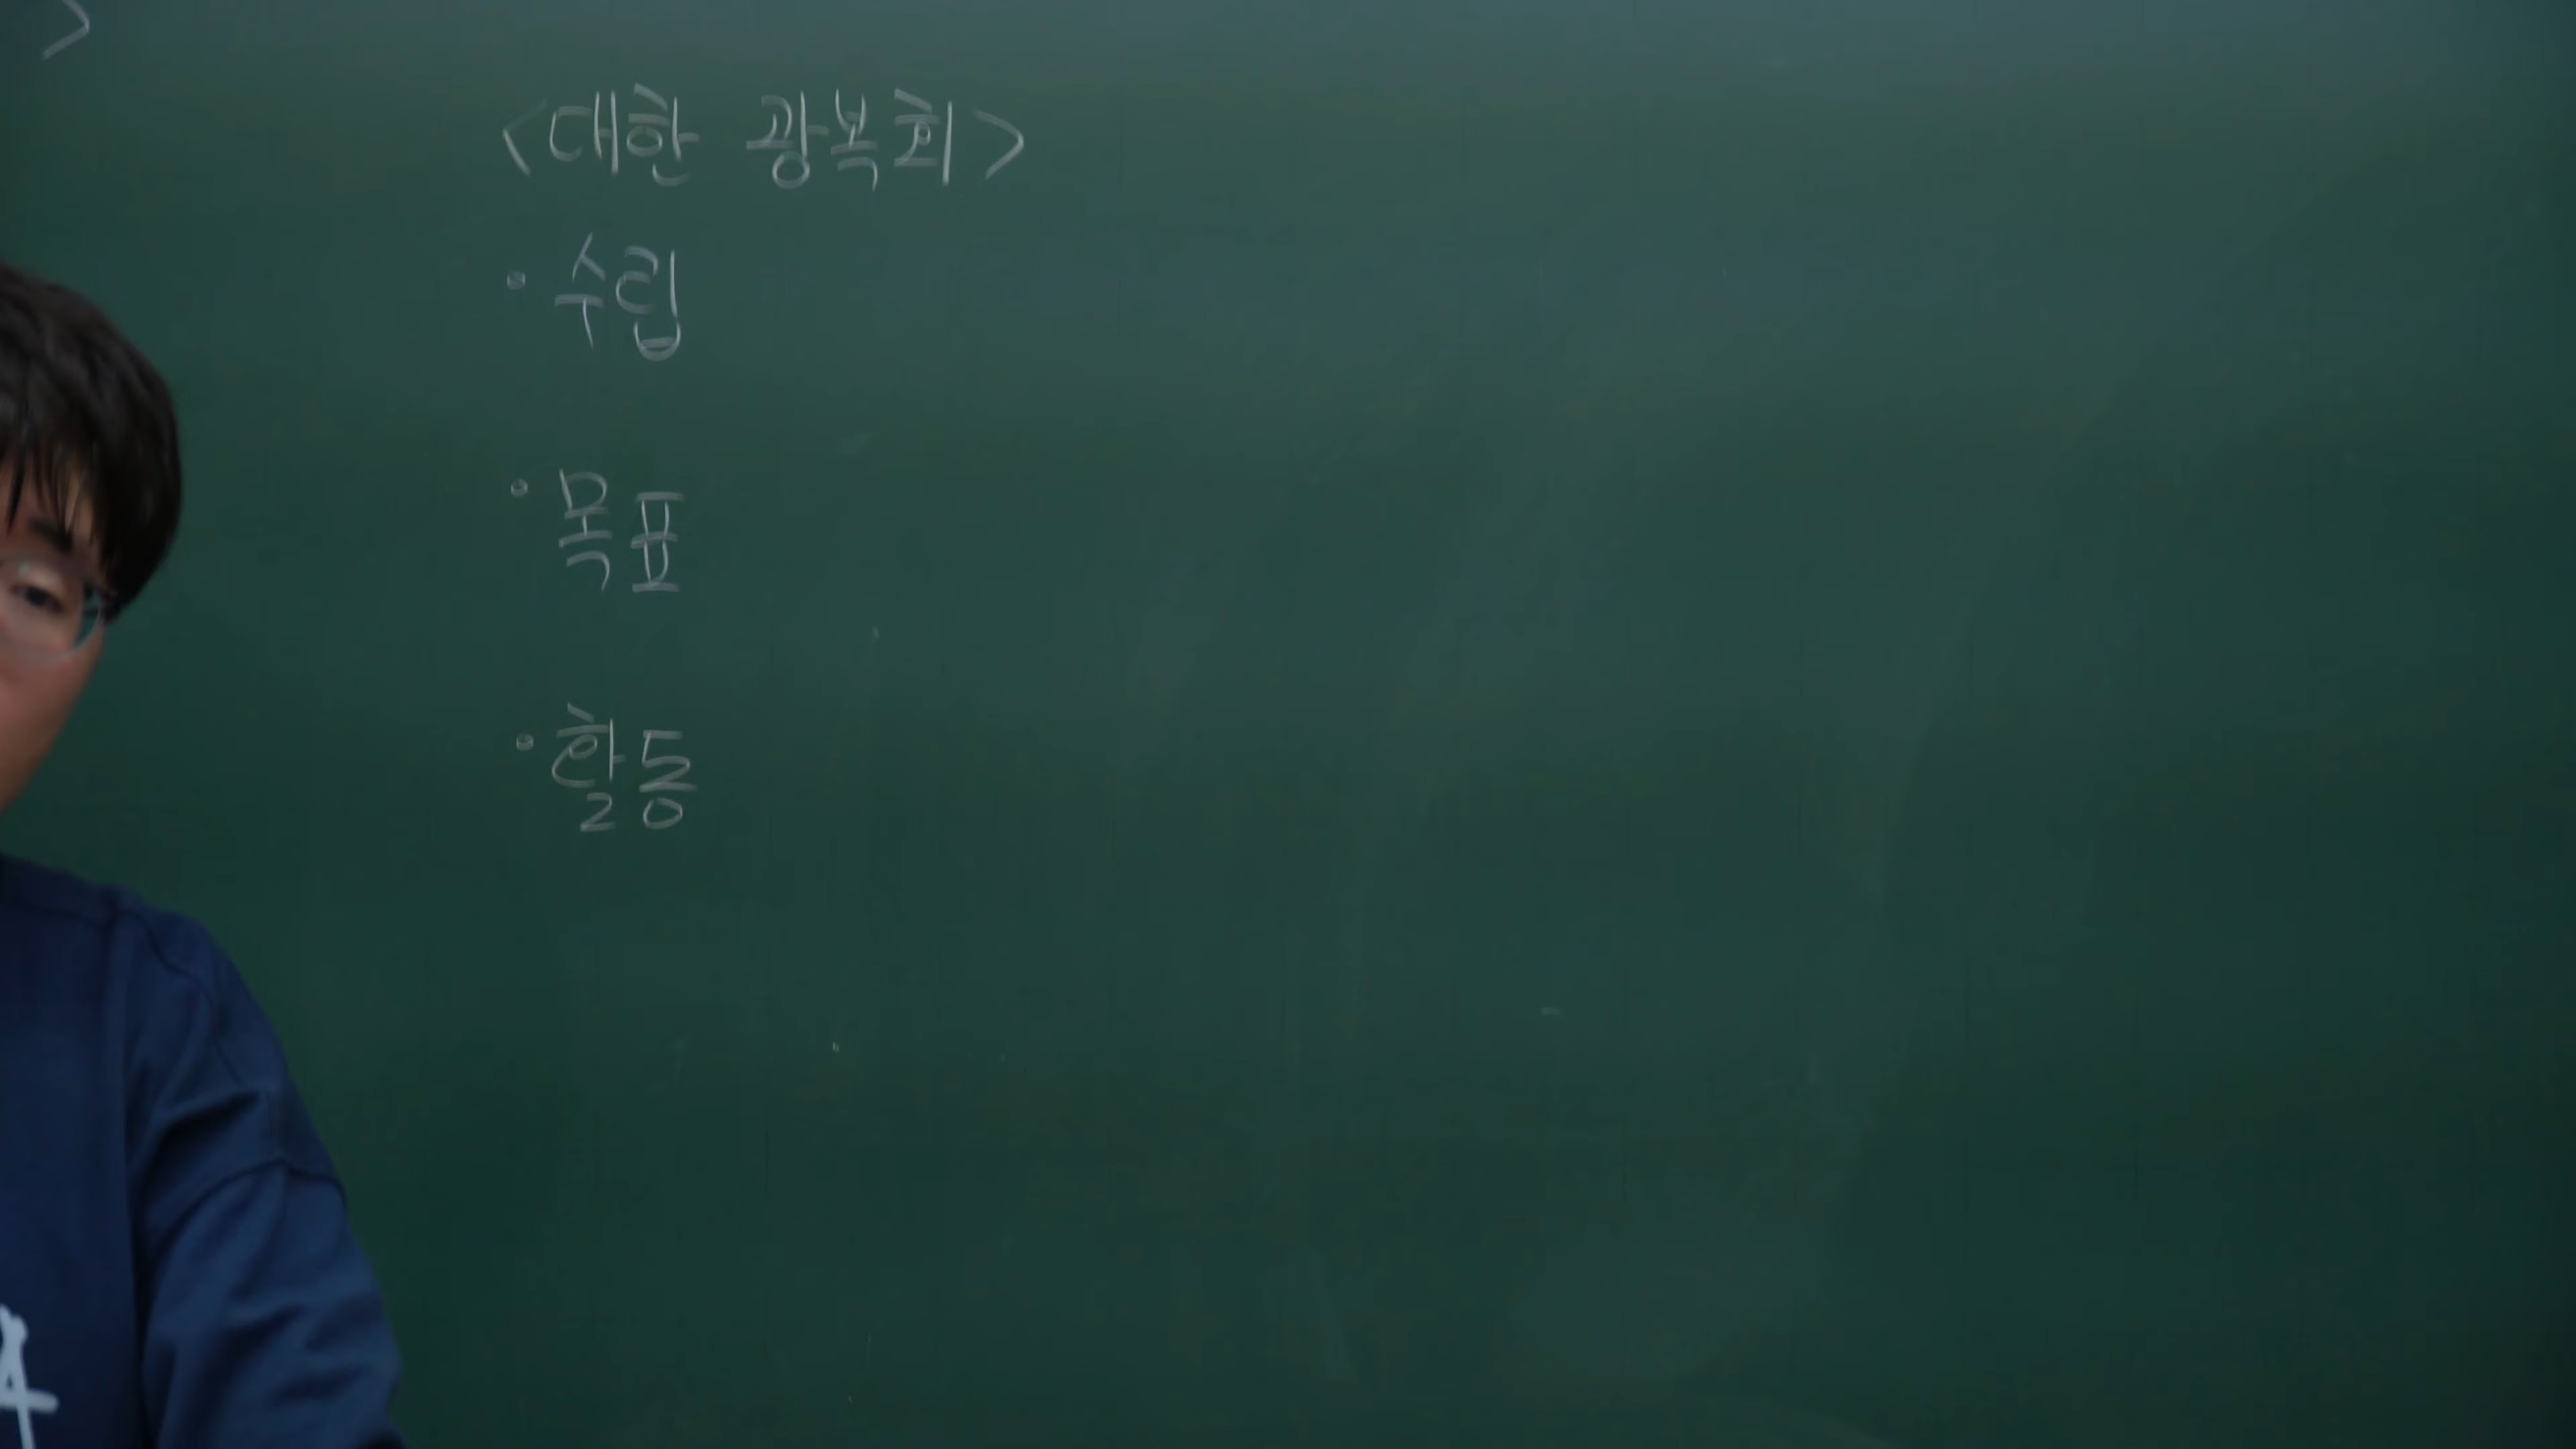 >
<대한 광복회>
• 수립
• 목표
• 활동